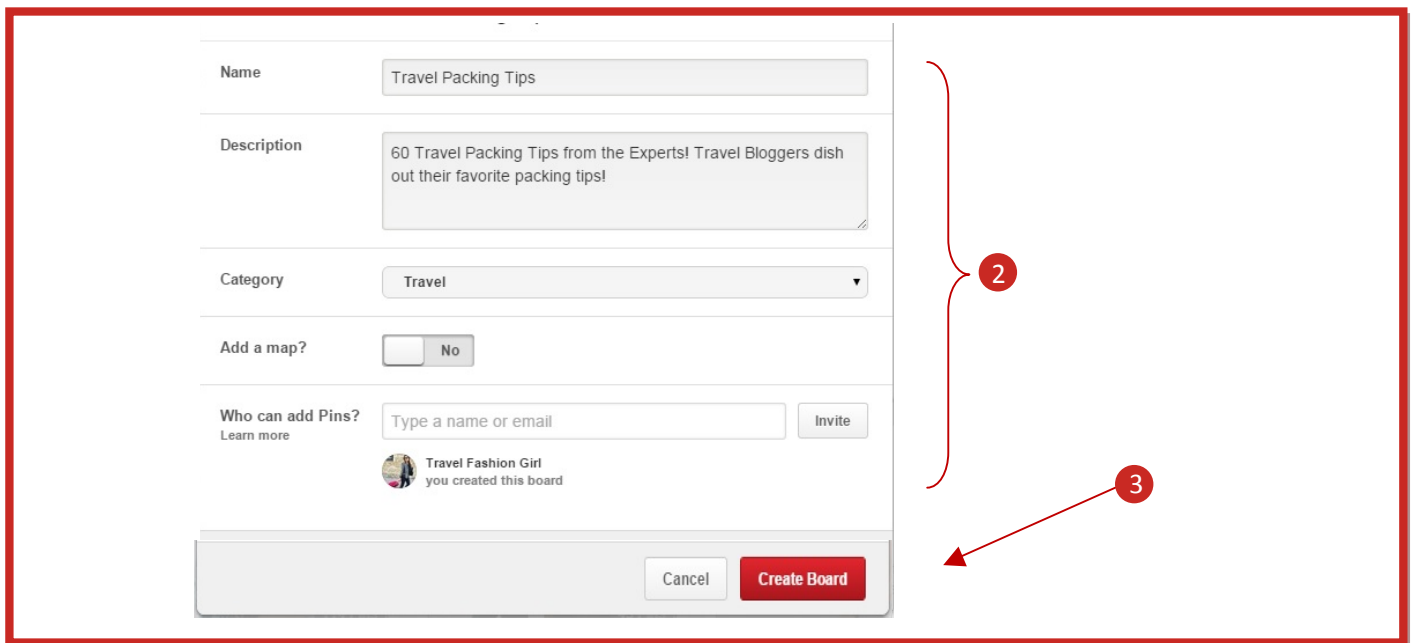 Name
Travel Packing Tips
Description
60 Travel Packing Tips from the Experts! Travel Bloggers dish
out their favorite packing tips!
Category
Travel
2
Add a map?
No
Who can add Pins?
Learn more
Type a name or email
Invite
Travel Fashion Girl
you created this board
3
Cancel
Create Board